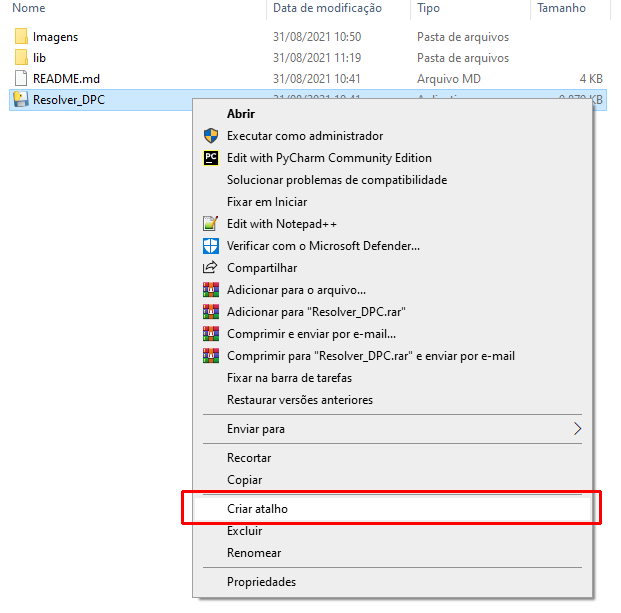 Nome Data de modificação Tipo Tamanho
Imagens 31/08/2021 10:50 Pasta de arquivos
lib 31/08/2021 11:19 Pasta de arquivos
README.md 31/08/2021 10:41 Arquivo MD 4 KB
Resolver_DPC KB
Abrir
Executar como administrador
Edit with PyCharm Community Edition
Solucionar problemas de compatibilidade
Fixar em Iniciar
Edit with Notepad++
Verificar com o Microsoft Defender...
Compartilhar
Adicionar para o arquivo...
Adicionar para "Resolver_DPC.rar"
Comprimir e enviar por e-mail...
Comprimir para "Resolver_DPC.rar" e enviar por e-mail
Fixar na barra de tarefas
Restaurar versões anteriores
Enviar para
Recortar
Copiar
Criar atalho
Excluir
Renomear
Propriedades